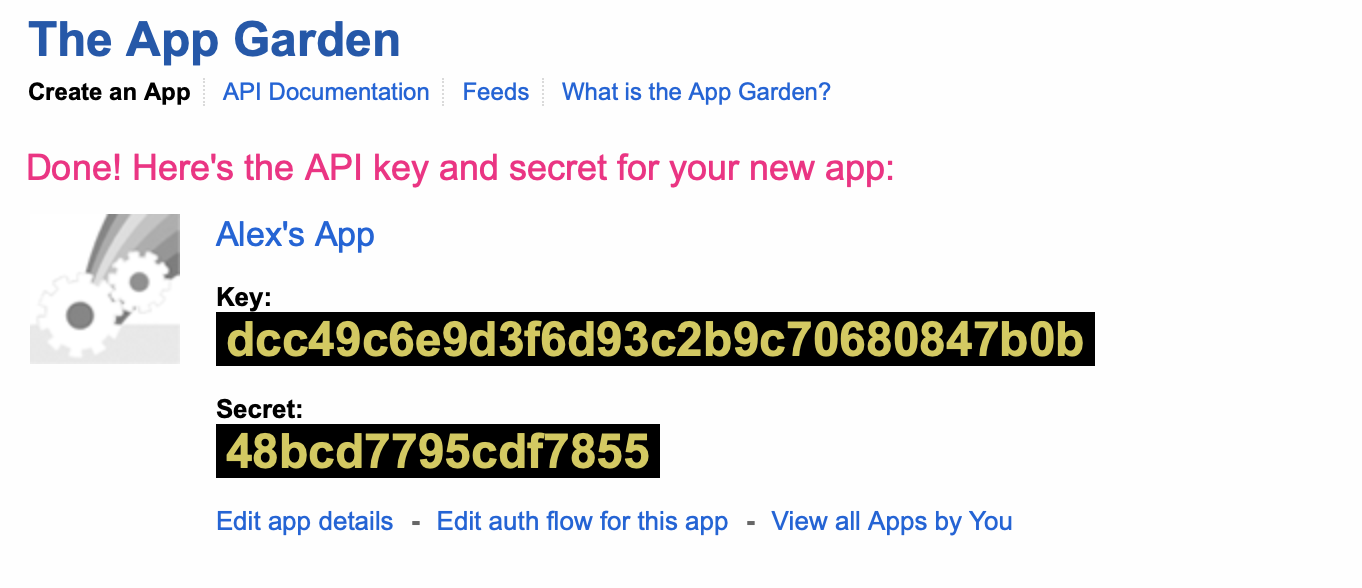 The App Garden
Create an App API Documentation Feeds What is the App Garden?
Done! Here's the API key and secret for your new app:
Alex's App
Key:
dcc49c6e9d3f6d93c2b9c70680847b0b
Secret:
48bcd7795cdf7855
Edit app details - Edit auth flow for this app - View all Apps by You